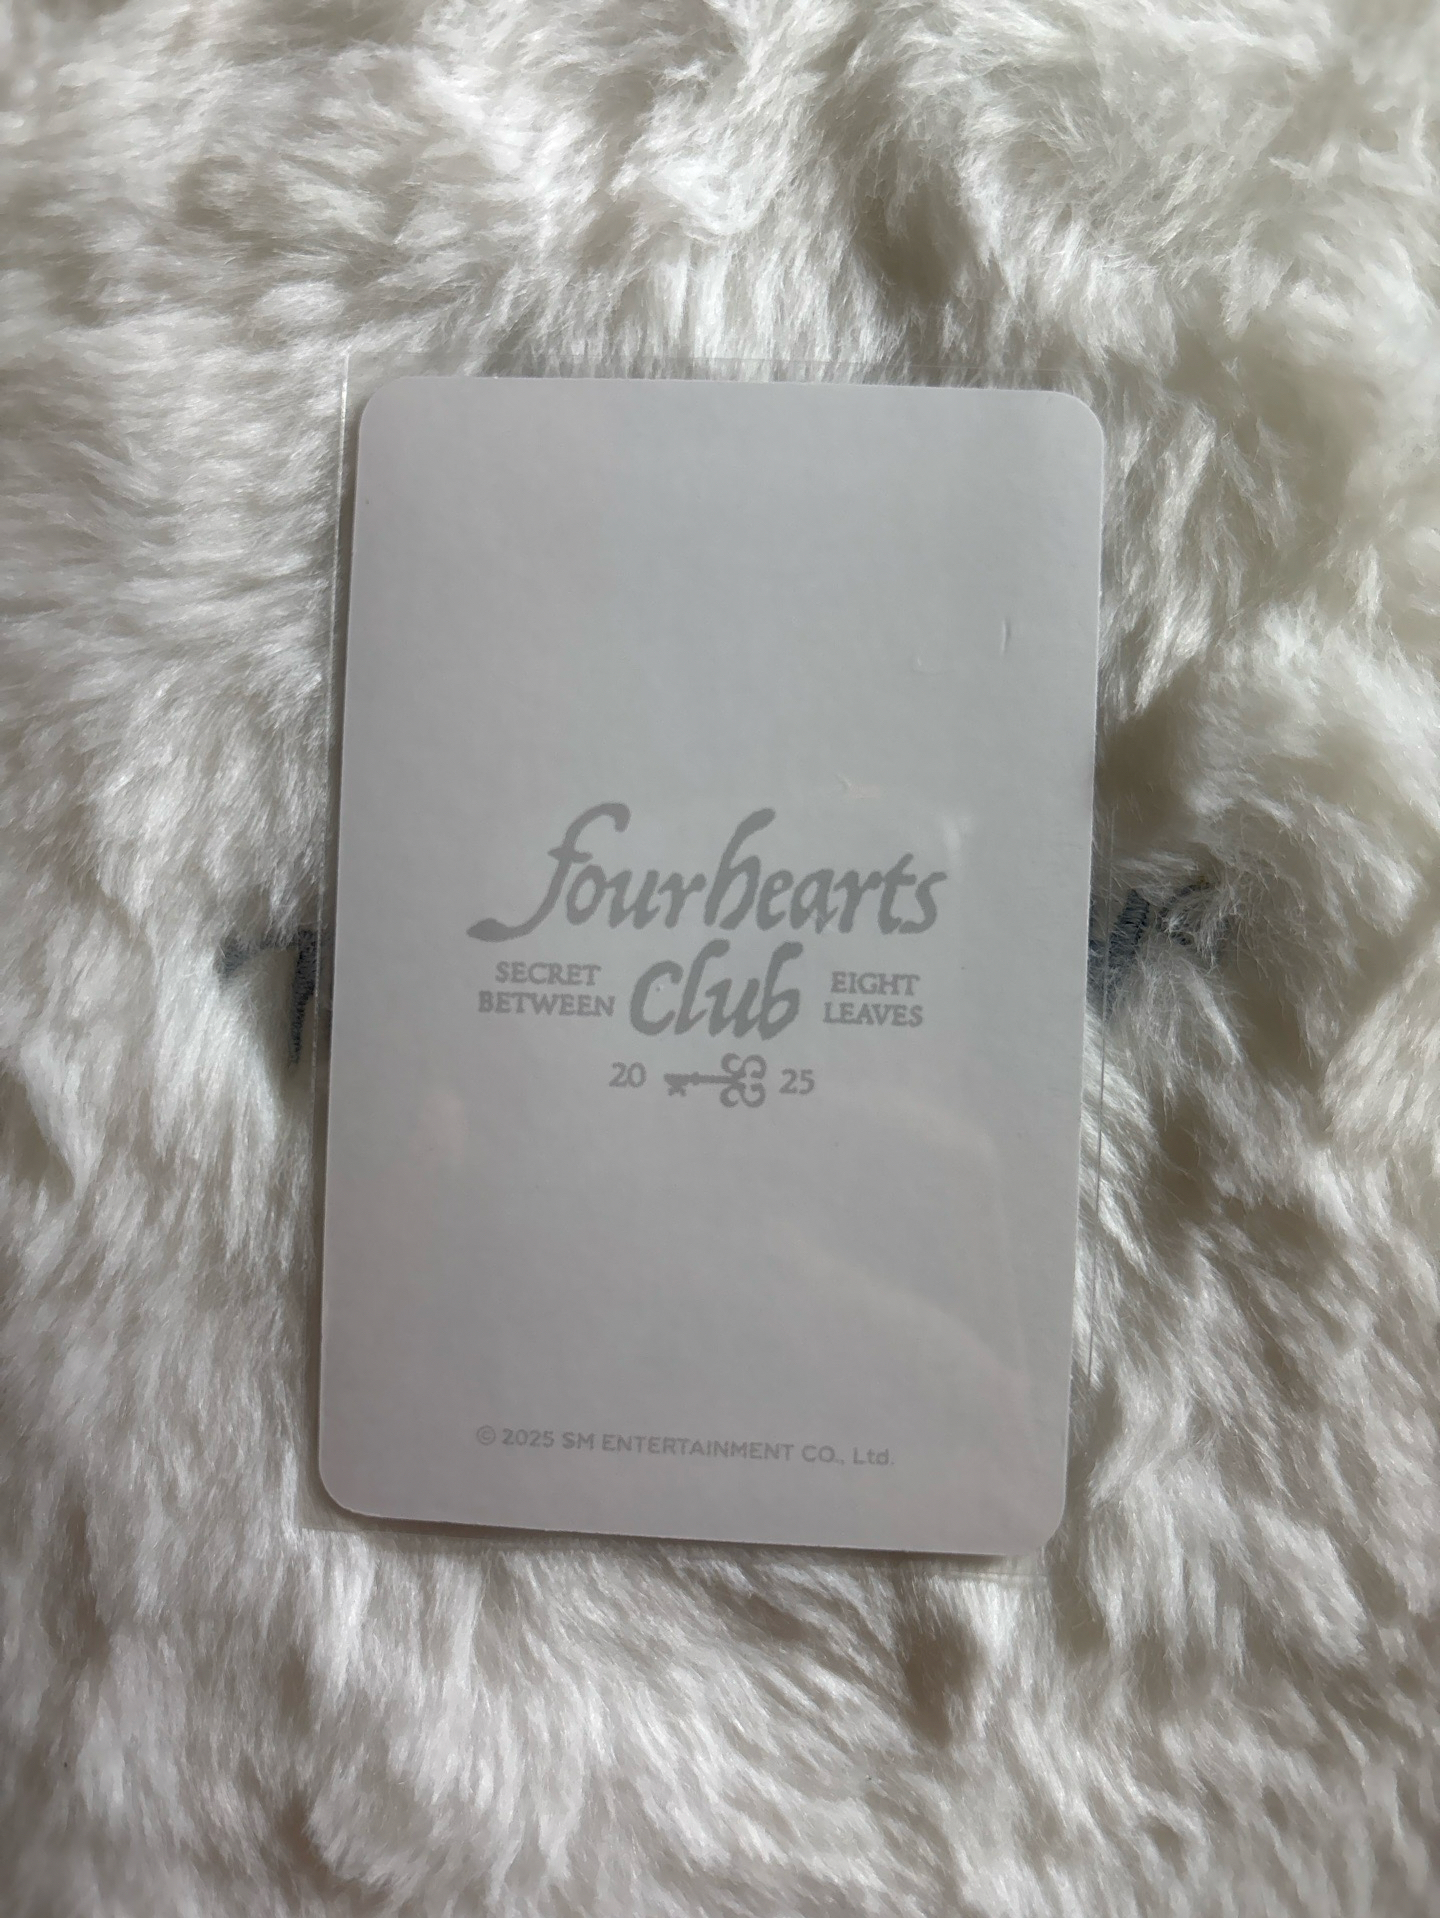 fourhearts
SECRET BETWEEN club EIGHT LEAVES
20 25
© 2025 SM ENTERTAINMENT CO., Ltd.